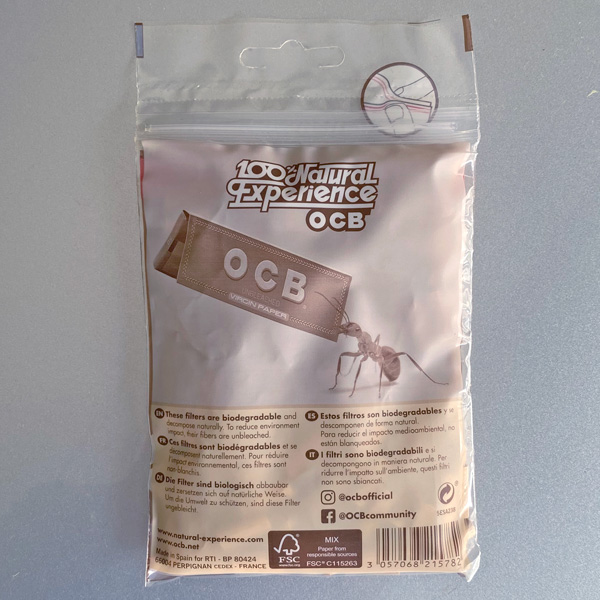 100% Natural
Experience
OCB
OCB
VIRGIN PAPER
EN These filters are biodegradable and
decompose naturally. To reduce environment
impact, their fibers are unbleached.
FR Ces filtres sont biodégradables et se
décomposent naturellement. Pour réduire
l'impact environnemental, ces filtres sont
non blanchis.
DE Die Filter sind biologisch abbaubar
und zersetzen sich auf natürliche Weise.
Um die Umwelt zu schützen, sind diese Filter
ungebleicht.
ES Estos filtros son biodegradables y se
descomponen de forma natural.
Para reducir el impacto medioambiental, no
están blanqueados.
IT I filtri sono biodegradabili e si
decompongono in maniera naturale. Per
ridurre l'impatto sull'ambiente, questi filtri
non sono sbiancati.
@ocbofficial
@OCBcommunity
www.natural-experience.com
www.ocb.net
Made in Spain for RTI - BP 80424
66004 PERPIGNAN CEDEX - FRANCE
FSC
www.fsc.org
MIX
Paper from
responsible sources
FSC® C115263
3 057068 215782